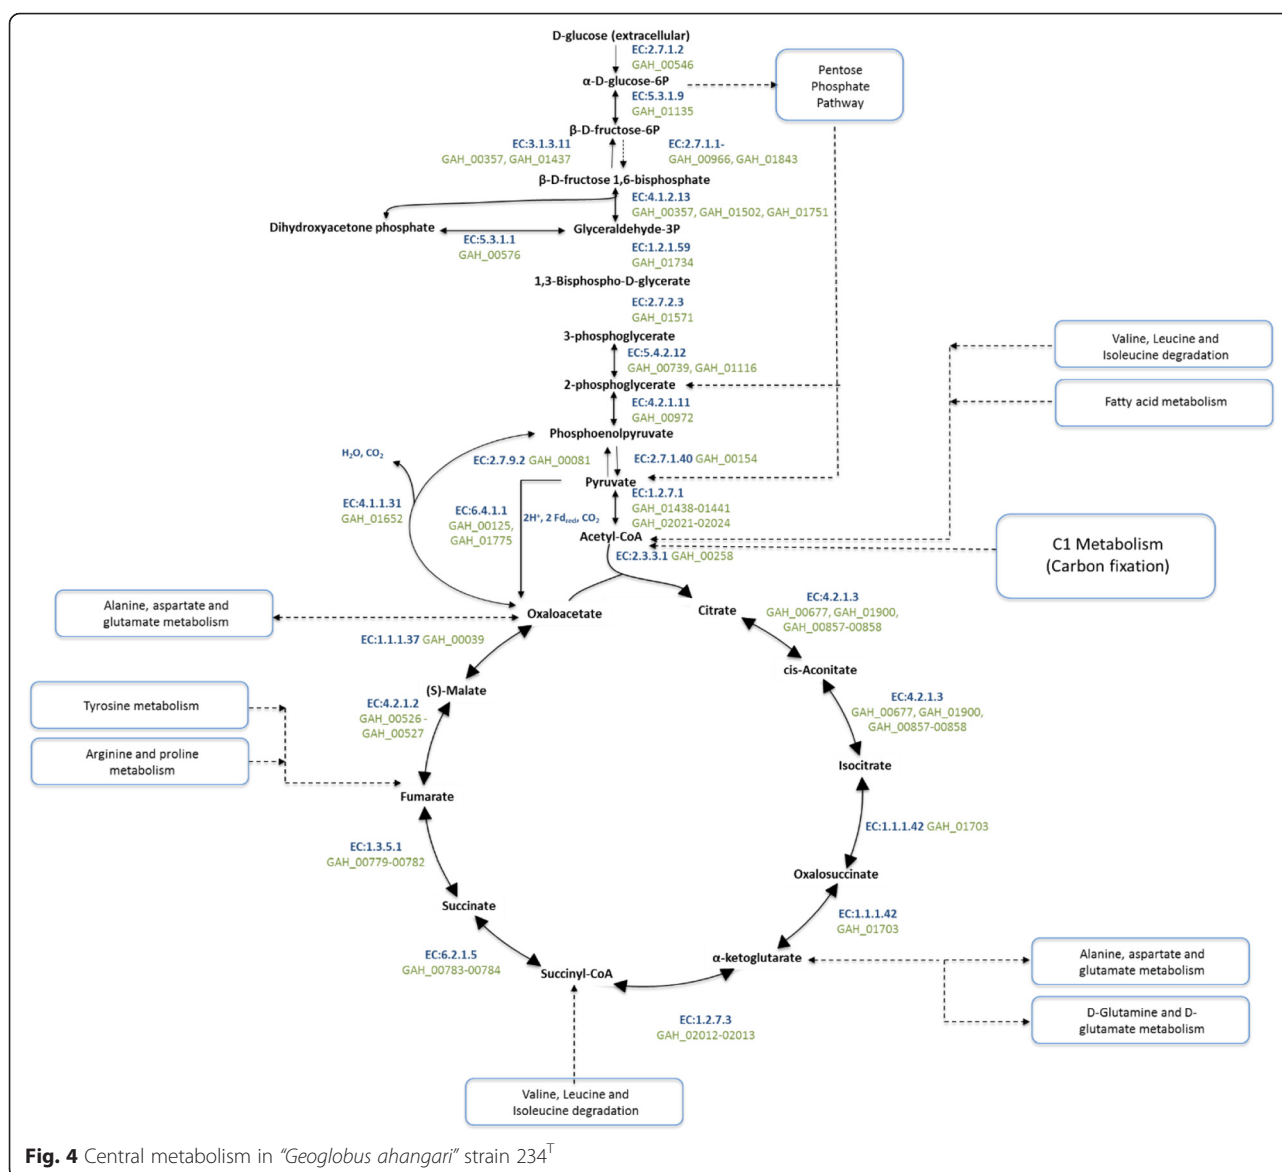 D-glucose (extracellular)
EC:2.7.1.2
GAH_00546
α-D-glucose-6P
Pentose
Phosphate
Pathway
EC:5.3.1.9
GAH_01135
β-D-fructose-6P
EC:3.1.3.11
GAH_00357, GAH_01437
EC:2.7.1.1-
GAH_00966, GAH_01843
β-D-fructose 1,6-bisphosphate
EC:4.1.2.13
GAH_00357, GAH_01502, GAH_01751
Dihydroxyacetone phosphate
Glyceraldehyde-3P
EC:5.3.1.1
GAH_00576
EC:1.2.1.59
GAH_01734
1,3-Bisphospho-D-glycerate
EC:2.7.2.3
GAH_01571
3-phosphoglycerate
EC:5.4.2.12
GAH_00739, GAH_01116
Valine, Leucine and
Isoleucine degradation
2-phosphoglycerate
EC:4.2.1.11
GAH_00972
Fatty acid metabolism
Phosphoenolpyruvate
H₂O, CO₂
EC:2.7.9.2 GAH_00081
EC:2.7.1.40 GAH_00154
Pyruvate
EC:4.1.1.31
GAH_01652
EC:6.4.1.1
GAH_00125,
GAH_01775
EC:1.2.7.1
GAH_01438-01441
GAH_02021-02024
2H⁺, 2 Fd_red, CO₂
Acetyl-CoA
C1 Metabolism
(Carbon fixation)
EC:2.3.3.1 GAH_00258
Alanine, aspartate and
glutamate metabolism
Oxaloacetate
Citrate
EC:4.2.1.3
GAH_00677, GAH_01900,
GAH_00857-00858
EC:1.1.1.37 GAH_00039
cis-Aconitate
(S)-Malate
Tyrosine metabolism
EC:4.2.1.2
GAH_00526 -
GAH_00527
EC:4.2.1.3
GAH_00677, GAH_01900,
GAH_00857-00858
Arginine and proline
metabolism
Isocitrate
Fumarate
EC:1.1.1.42 GAH_01703
EC:1.3.5.1
GAH_00779-00782
Oxalosuccinate
Succinate
EC:1.1.1.42
GAH_01703
EC:6.2.1.5
GAH_00783-00784
Succinyl-CoA
α-ketoglutarate
Alanine, aspartate and
glutamate metabolism
EC:1.2.7.3
GAH_02012-02013
D-Glutamine and D-
glutamate metabolism
Valine, Leucine and
Isoleucine degradation
Fig. 4 Central metabolism in "Geoglobus ahangari" strain 234ᵀ